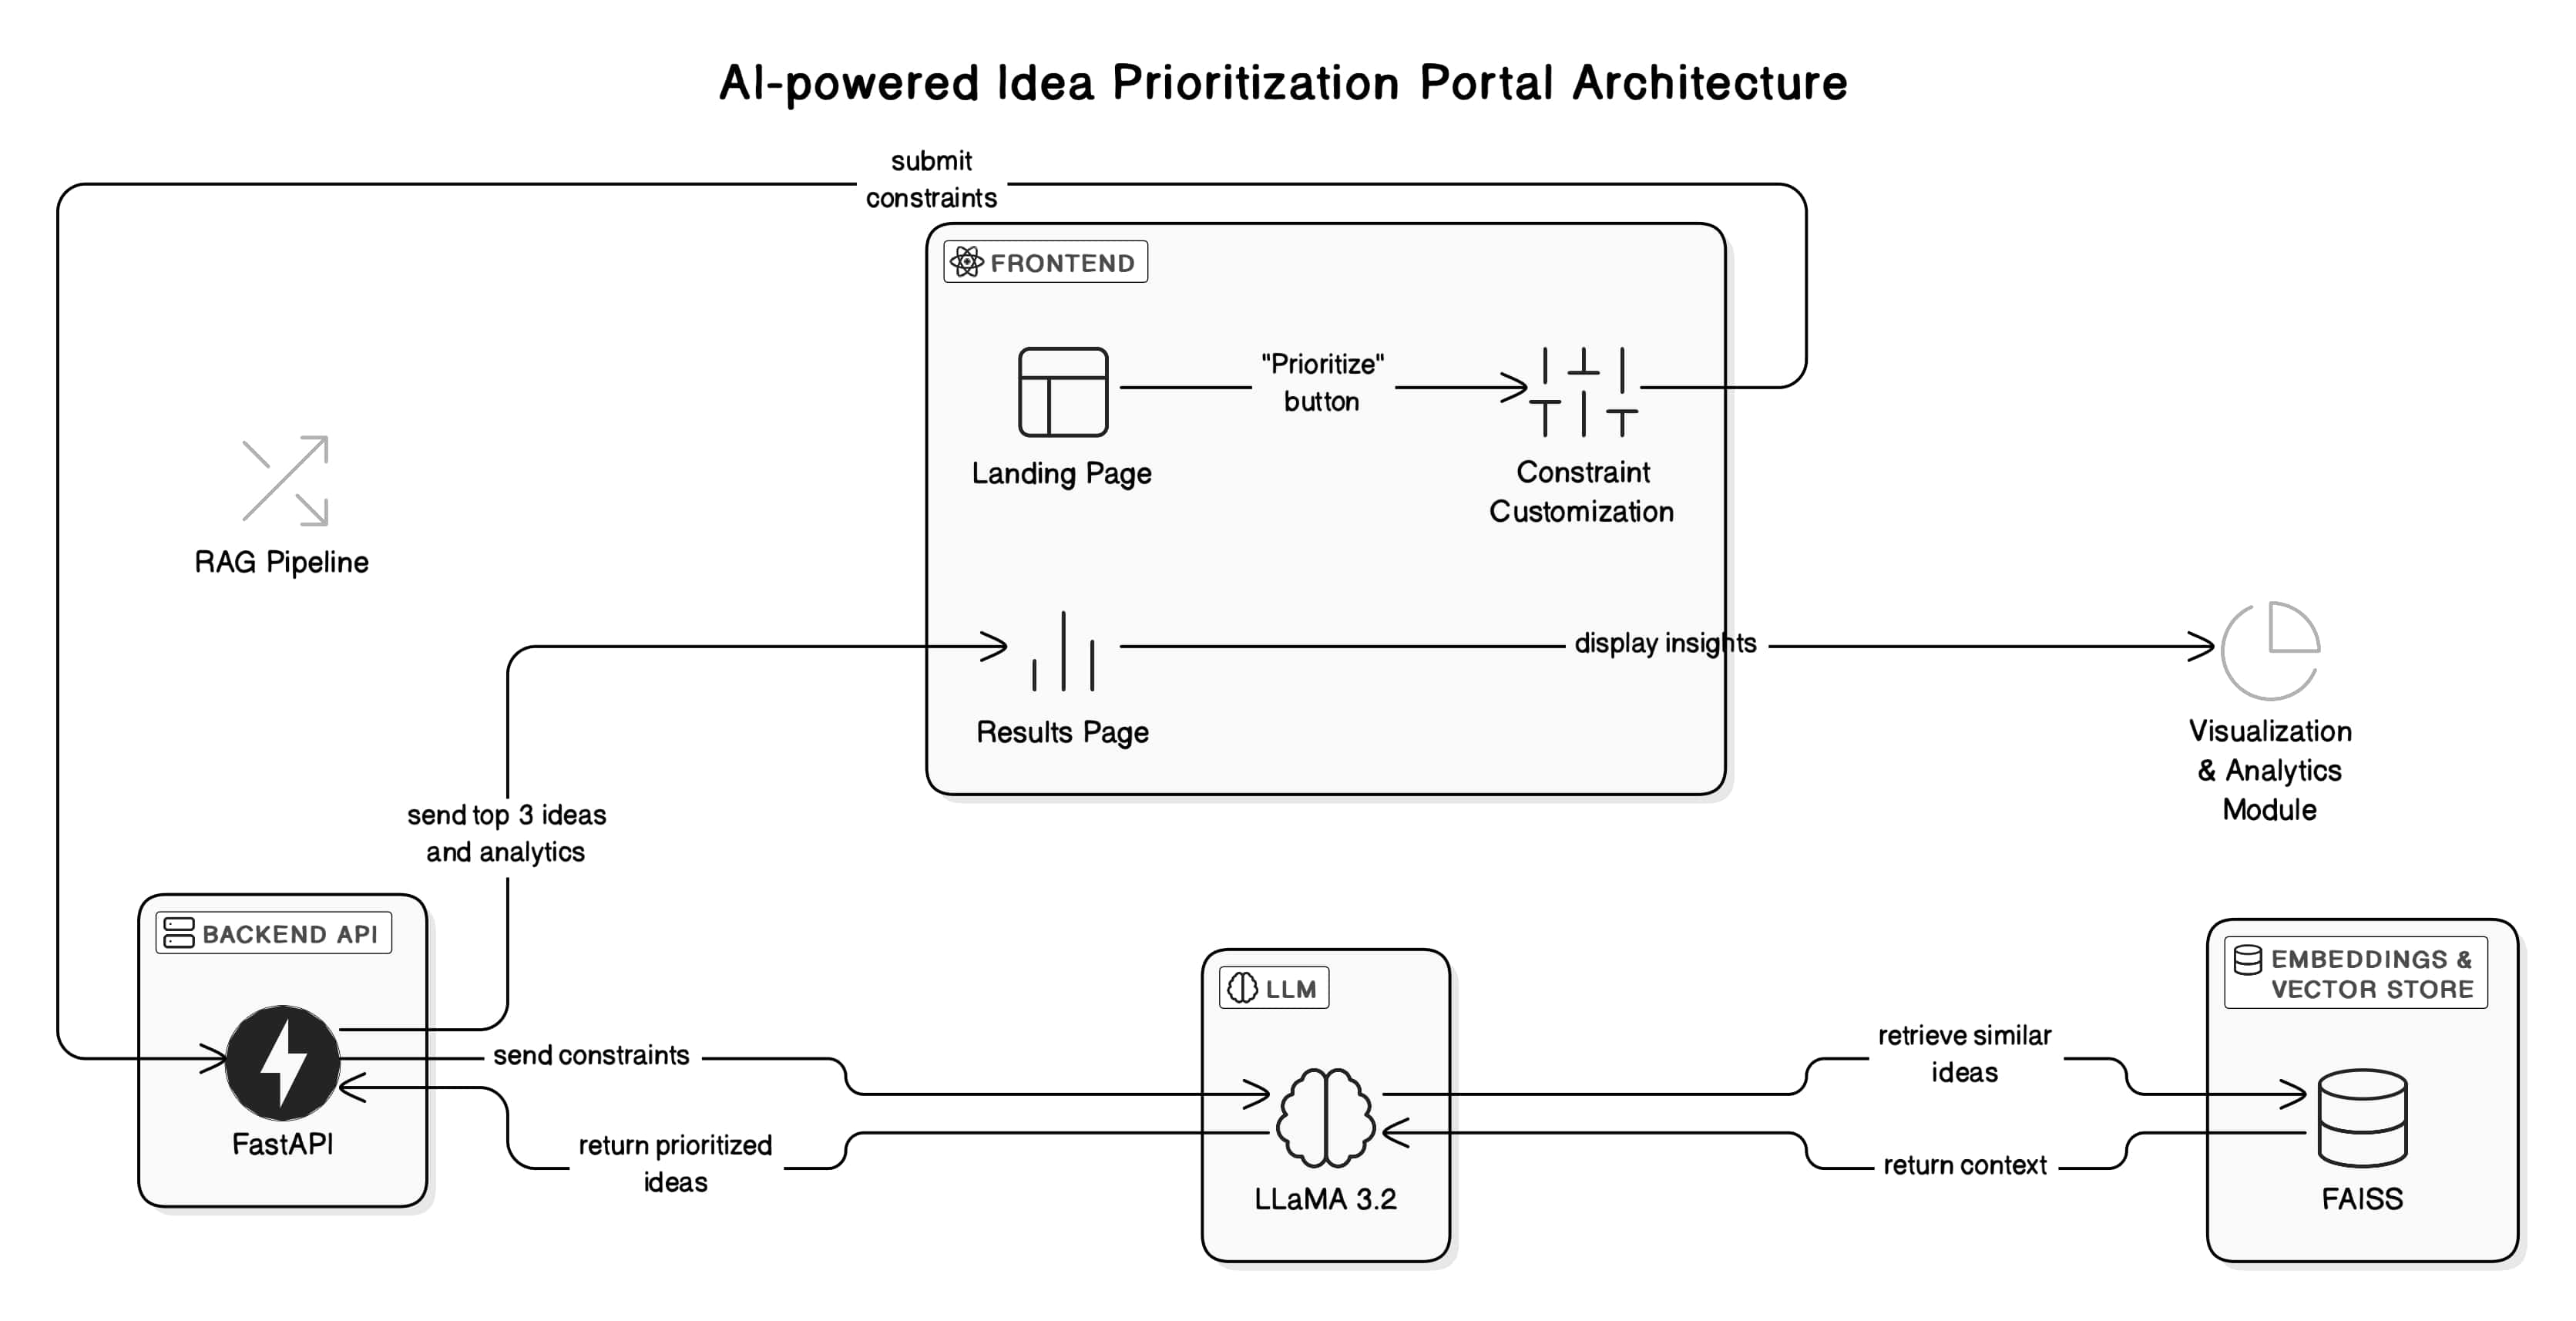 AI-powered Idea Prioritization Portal Architecture
submit
constraints
FRONTEND
"Prioritize"
button
Landing Page
Constraint
Customization
RAG Pipeline
display insights
Results Page
Visualization
& Analytics
Module
send top 3 ideas
and analytics
BACKEND API
FastAPI
send constraints
return prioritized
ideas
LLM
LLaMA 3.2
retrieve similar
ideas
return context
EMBEDDINGS &
VECTOR STORE
FAISS